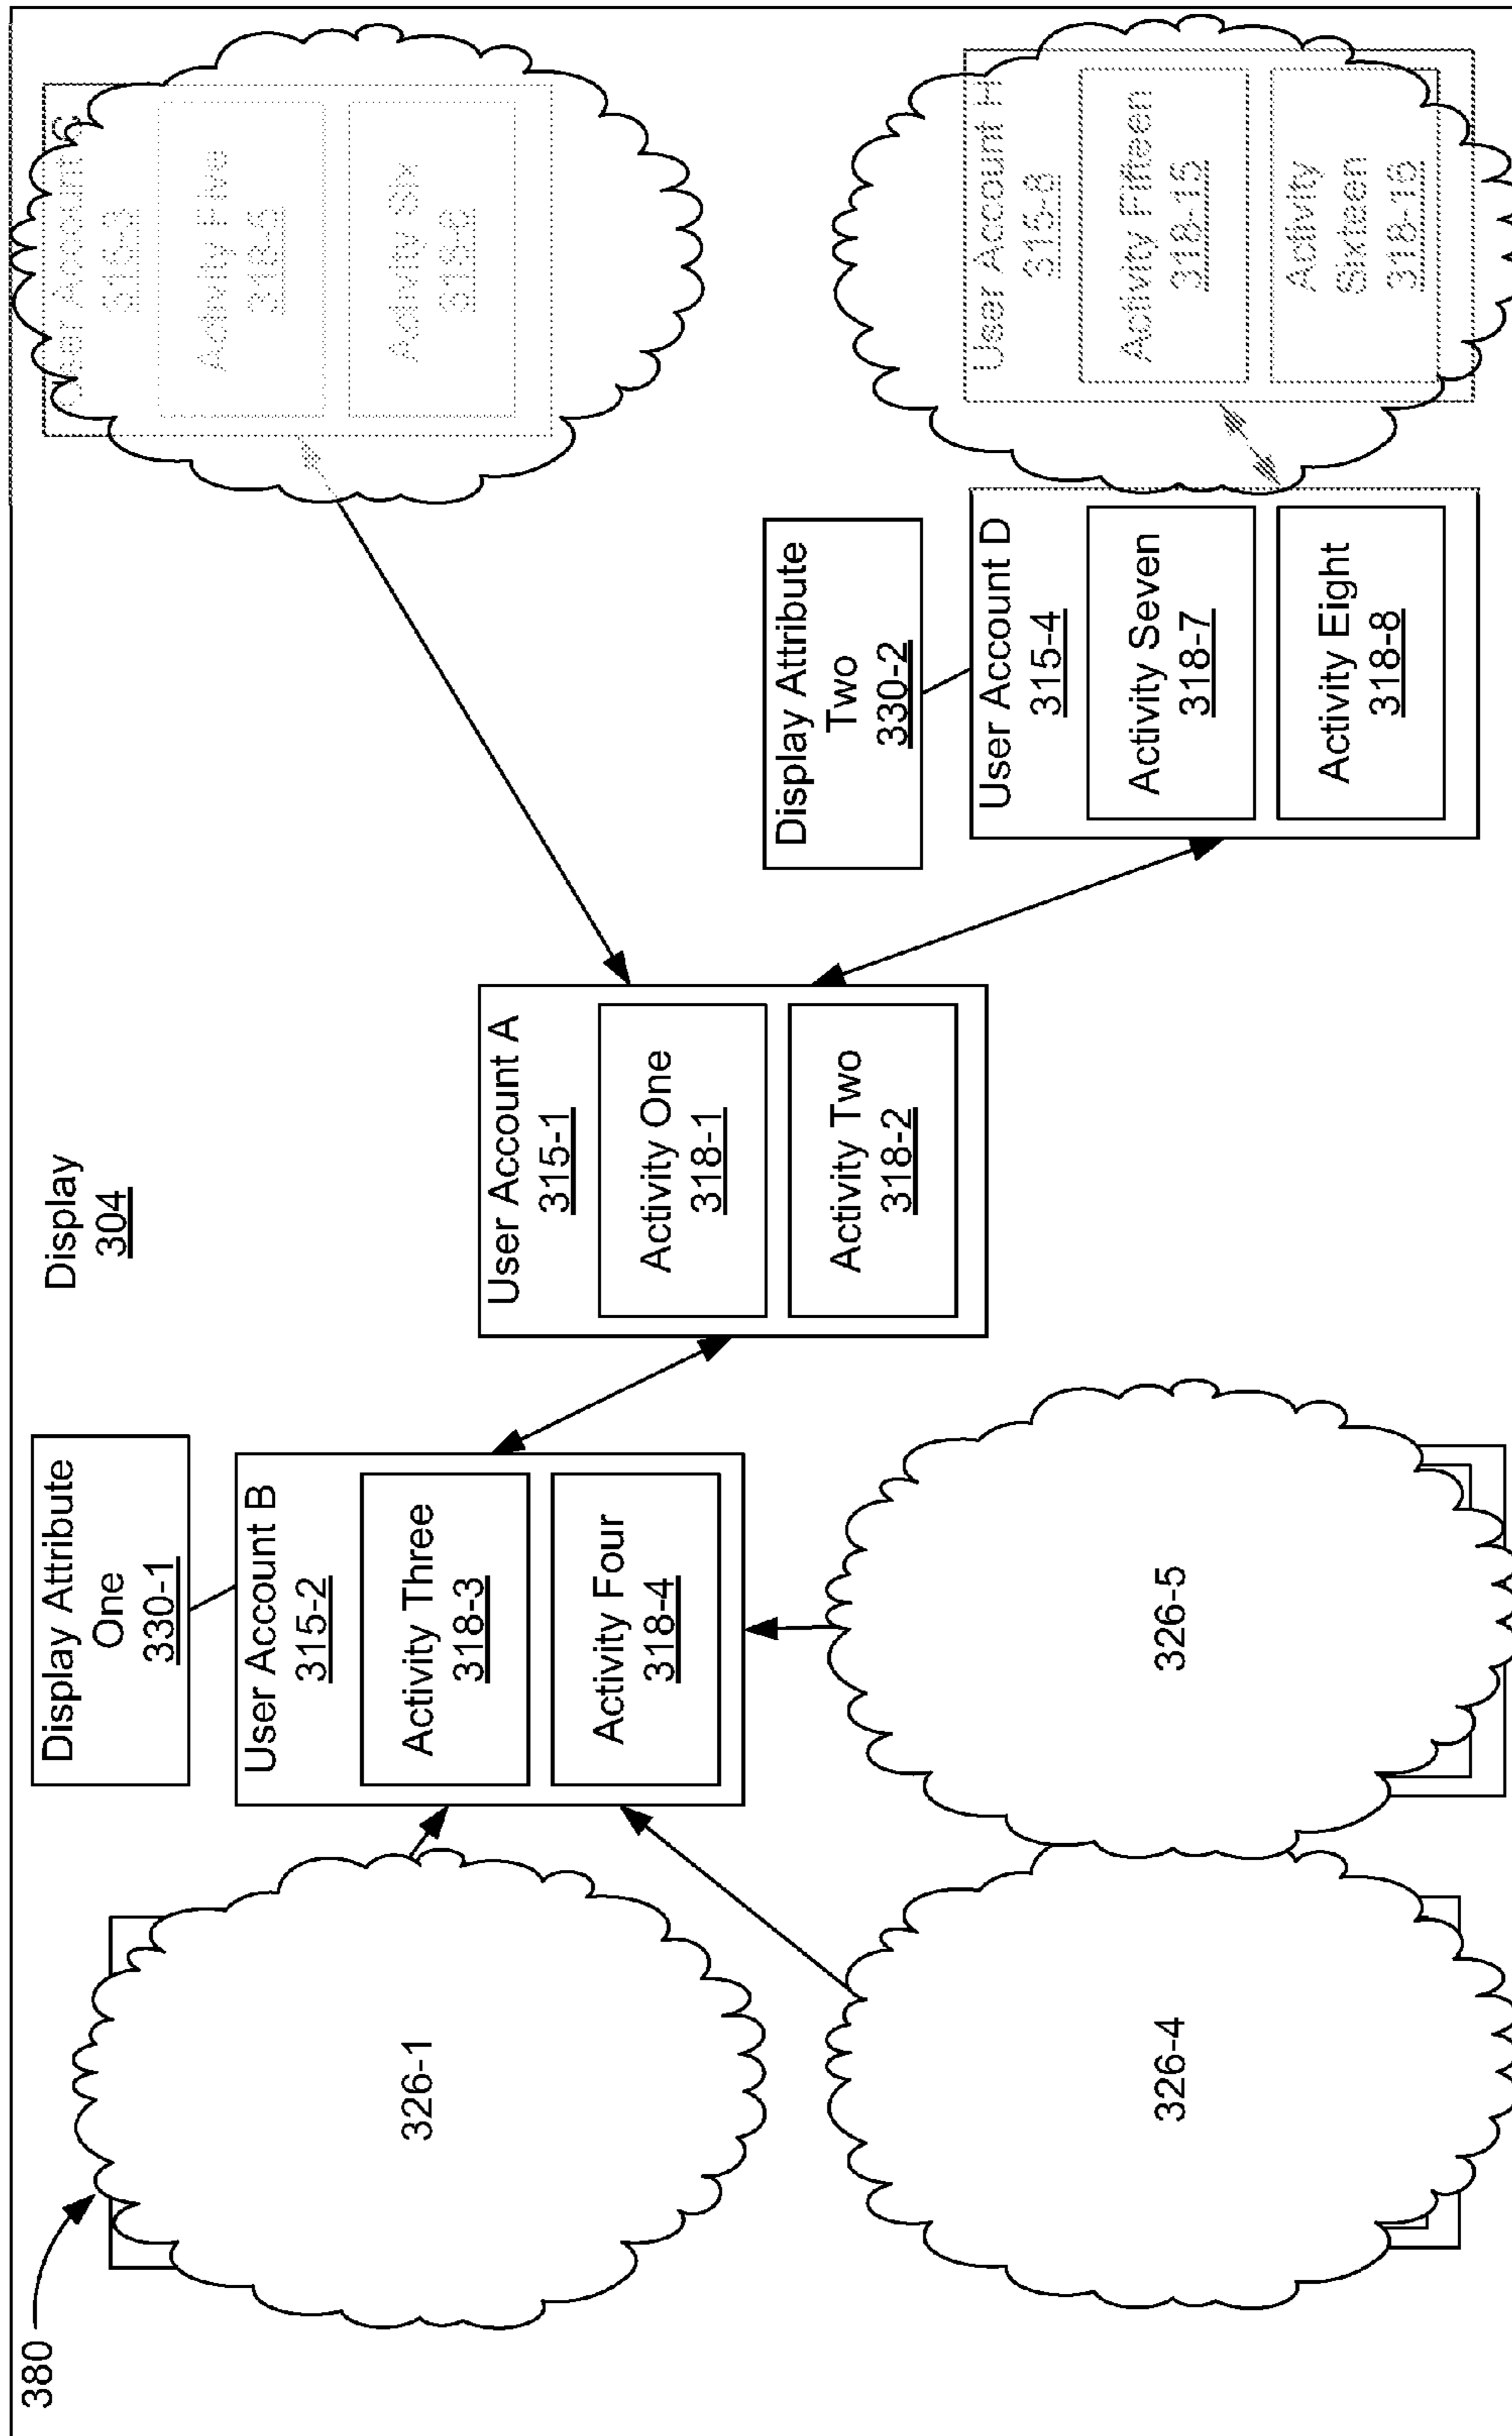 380
Display
304
326-1
Display Attribute
One
330-1
User Account B
315-2
Activity Three
318-3
Activity Four
318-4
User Account A
315-1
Activity One
318-1
Activity Two
318-2
User Account C
315-3
Activity Five
318-5
Activity Six
318-6
326-4
326-5
Display Attribute
Two
330-2
User Account D
315-4
Activity Seven
318-7
Activity Eight
318-8
User Account H
315-8
Activity Fifteen
318-15
Activity
Sixteen
318-16